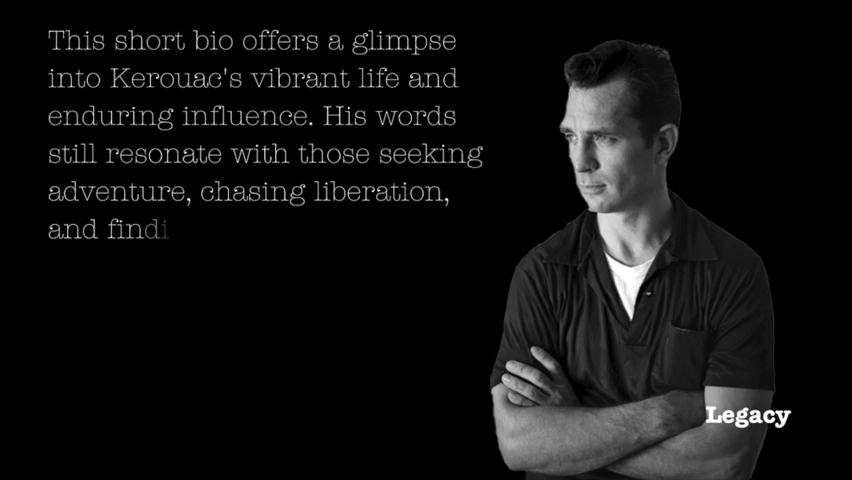 This short bio offers a glimpse
into Kerouac's vibrant life and
enduring influence. His words
still resonate with those seeking
adventure, chasing liberation,
and findi
Legacy